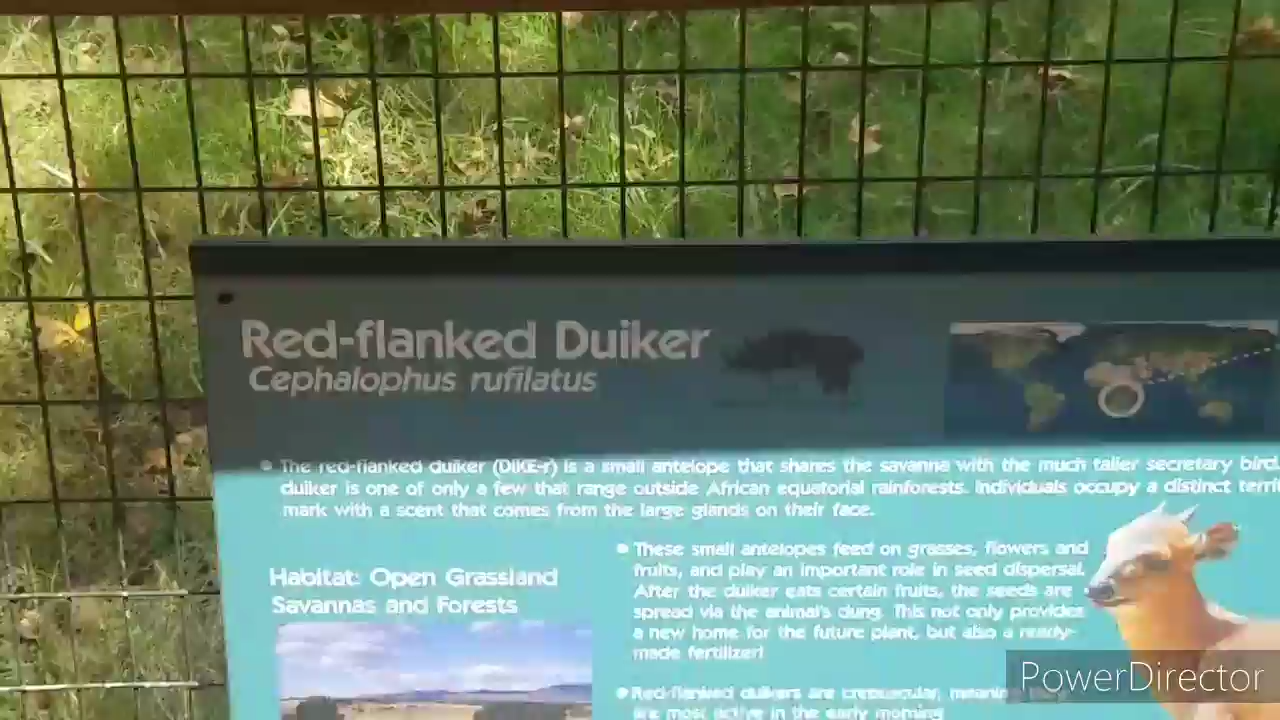 Red-flanked Duiker
Cephalophus rufilatus
• The red-flanked duiker (DIKE-r) is a small antelope that shares the savanna with the much taller secretary bird.
duiker is one of only a few that range outside African equatorial rainforests. Individuals occupy a distinct terri
mark with a scent that comes from the large glands on their face.
Habitat: Open Grassland
Savannas and Forests
• These small antelopes feed on grasses, flowers and
fruits, and play an important role in seed dispersal.
After the duiker eats certain fruits, the seeds are
spread via the animal's dung. This not only provides
a new home for the future plant, but also a ready-
made fertilizer!
• Red-flanked duikers are crepuscular, meaning
are most active in the early morning
PowerDirector